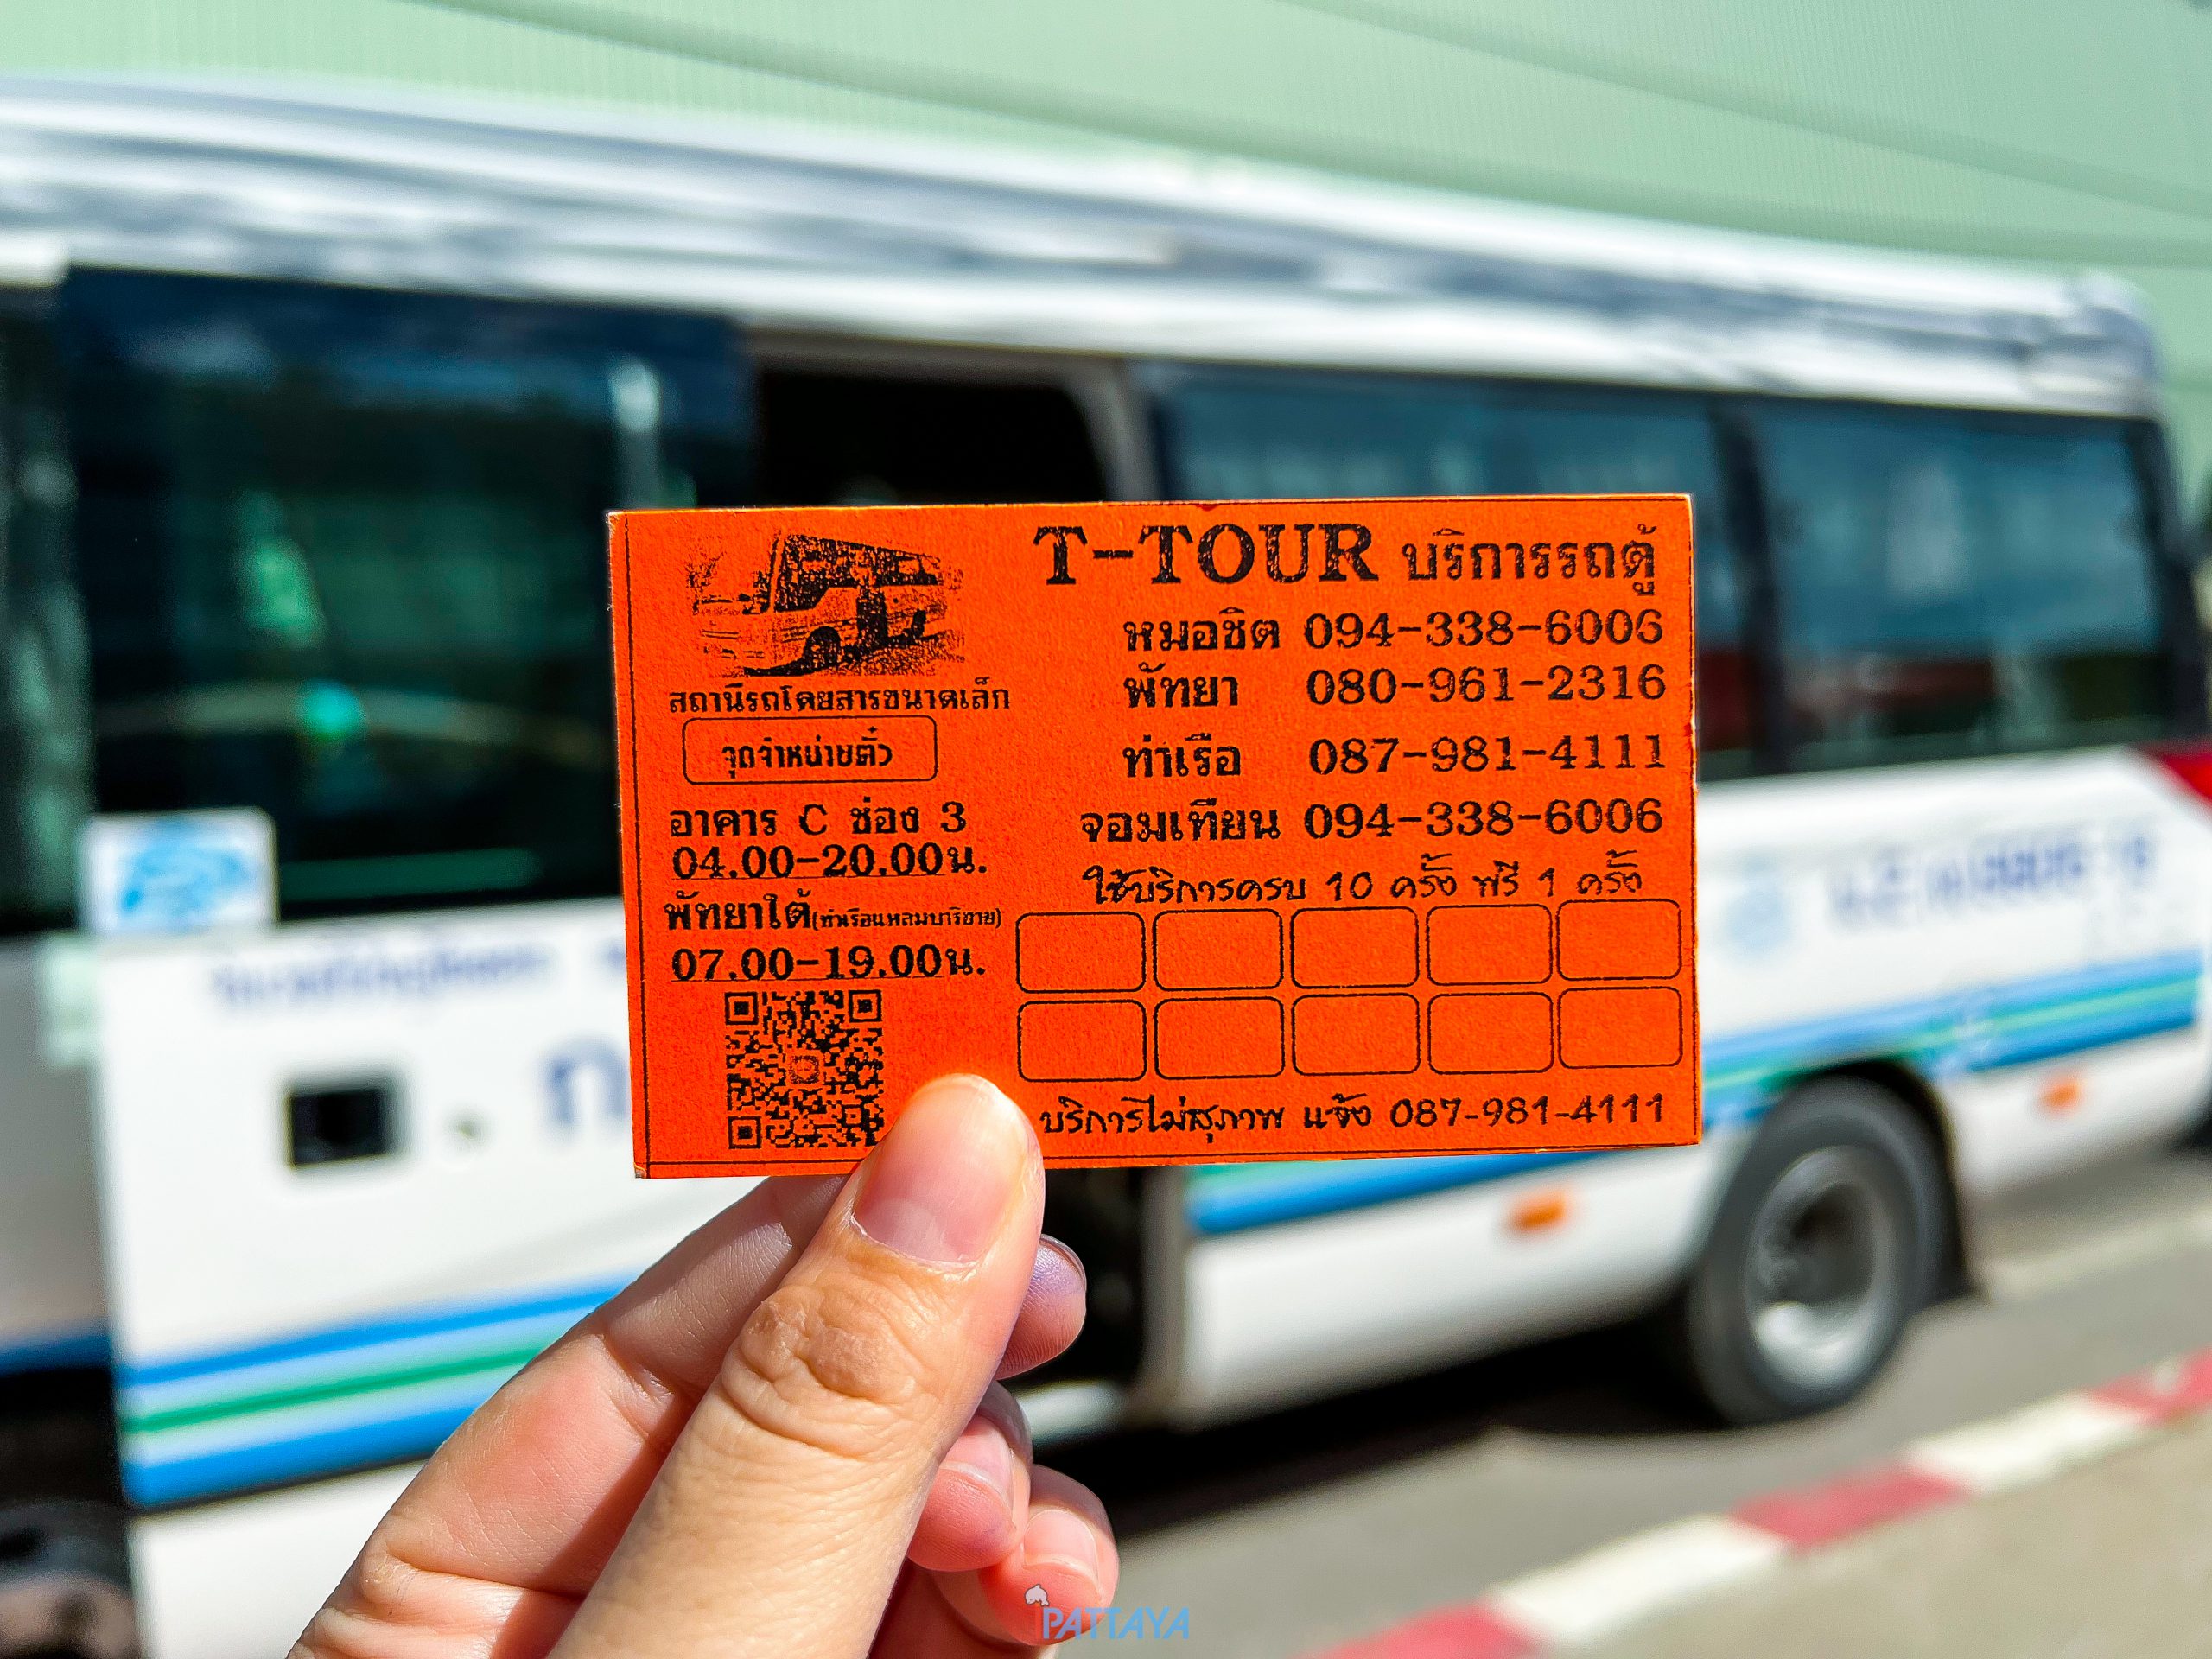 T-TOUR บริการรถตู้
หมอชิต 094-338-6006
พัทยา 080-961-2316
ท่าเรือ 087-981-4111
จอมเทียน 094-338-6006
ใช้บริการครบ 10 ครั้ง ฟรี 1 ครั้ง
บริการไม่สุภาพ แจ้ง 087-981-4111
สถานีรถโดยสารขนาดเล็ก
จุดจำหน่ายตั๋ว
อาคาร C ช่อง 3
04.00-20.00น.
พัทยาใต้(ท่าเรือแหลมบาริฮาย)
07.00-19.00น.
PATTAYA